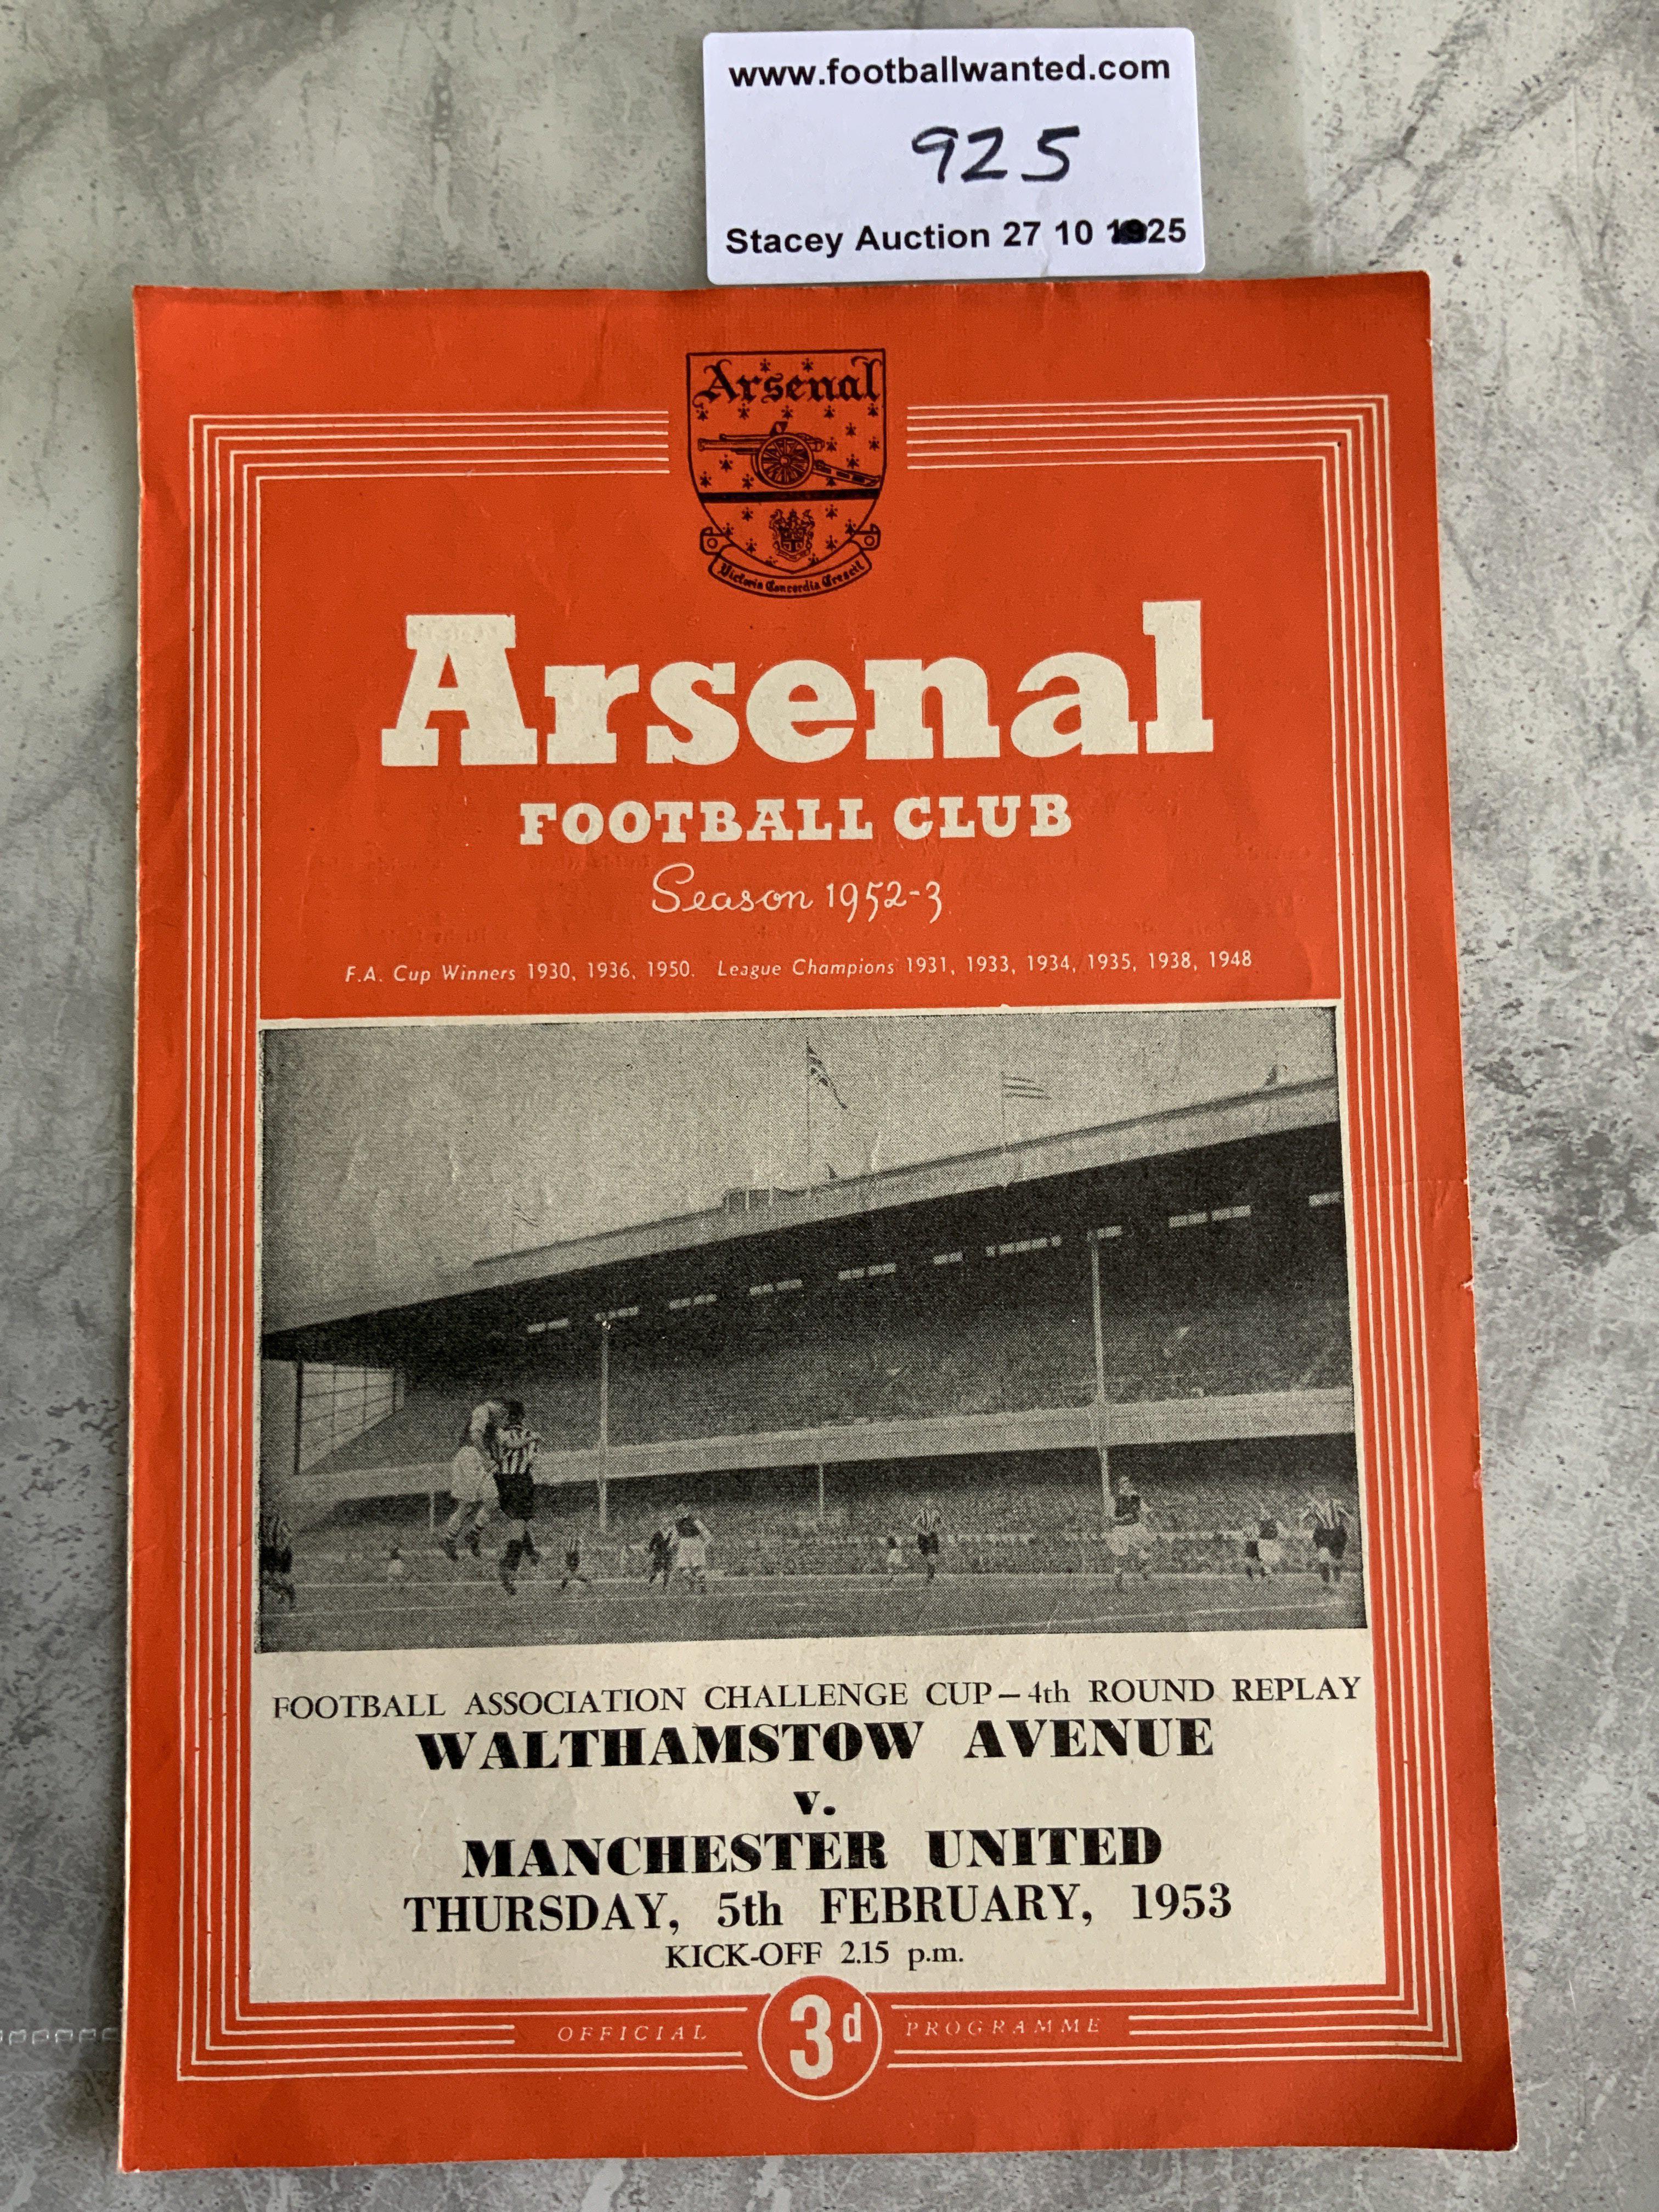 www.footballwanted.com
925
Stacey Auction 27 10 1925
Arsenal
Victoria Concordia Crescit
Arsenal
FOOTBALL CLUB
Season 1952-3
F.A. Cup Winners 1930, 1936, 1950. League Champions 1931, 1933, 1934, 1935, 1938, 1948
FOOTBALL ASSOCIATION CHALLENGE CUP – 4th ROUND REPLAY
WALTHAMSTOW AVENUE
v.
MANCHESTER UNITED
THURSDAY, 5th FEBRUARY, 1953
KICK-OFF 2.15 p.m.
OFFICIAL 3d PROGRAMME